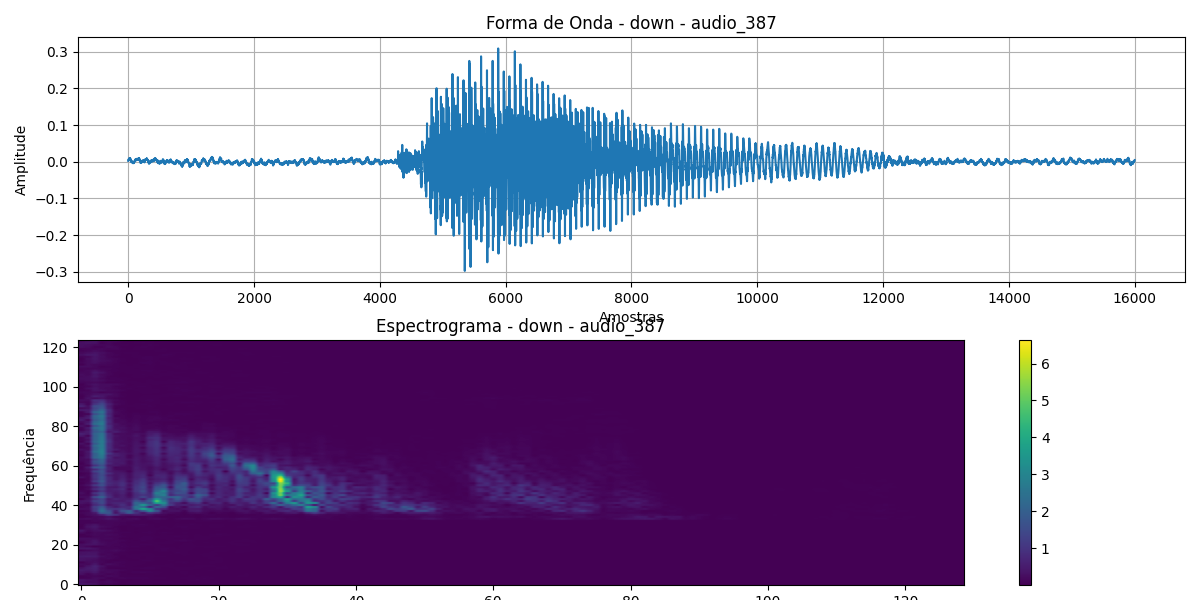 Forma de Onda - down - audio_387
Amplitude
0.3
0.2
0.1
0.0
−0.1
−0.2
−0.3
0 2000 4000 6000 8000 10000 12000 14000 16000
Amostras
Espectrograma - down - audio_387
Frequência
120
100
80
60
40
20
0
0 20 40 60 80 100 120
6
5
4
3
2
1